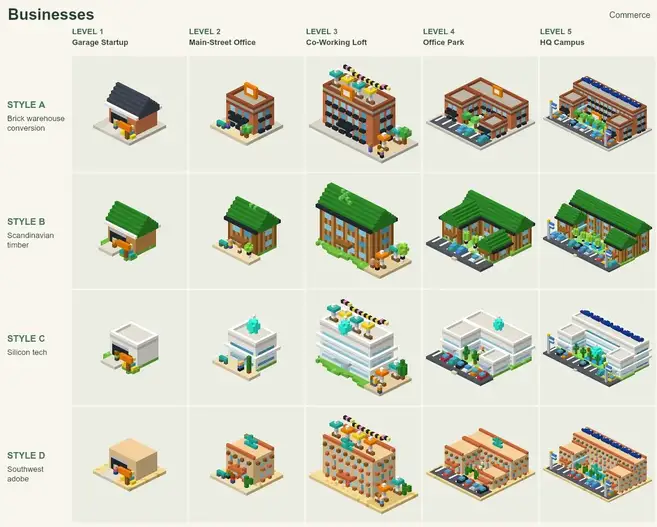 Businesses
Commerce
LEVEL 1
Garage Startup
LEVEL 2
Main-Street Office
LEVEL 3
Co-Working Loft
LEVEL 4
Office Park
LEVEL 5
HQ Campus
STYLE A
Brick warehouse
conversion
STYLE B
Scandinavian
timber
STYLE C
Silicon tech
STYLE D
Southwest
adobe